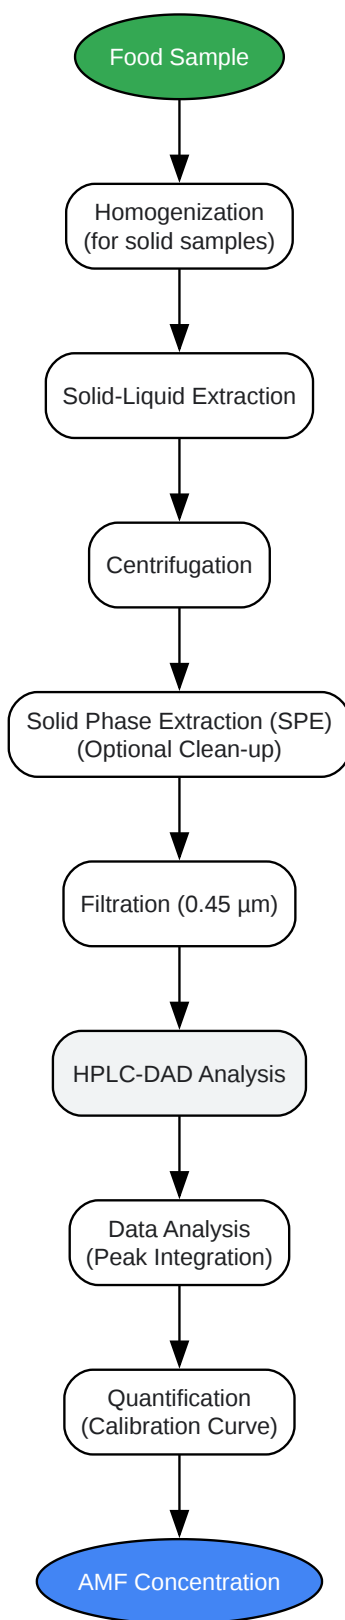 Food Sample
Homogenization
(for solid samples)
Solid-Liquid Extraction
Centrifugation
Solid Phase Extraction (SPE)
(Optional Clean-up)
Filtration (0.45 µm)
HPLC-DAD Analysis
Data Analysis
(Peak Integration)
Quantification
(Calibration Curve)
AMF Concentration